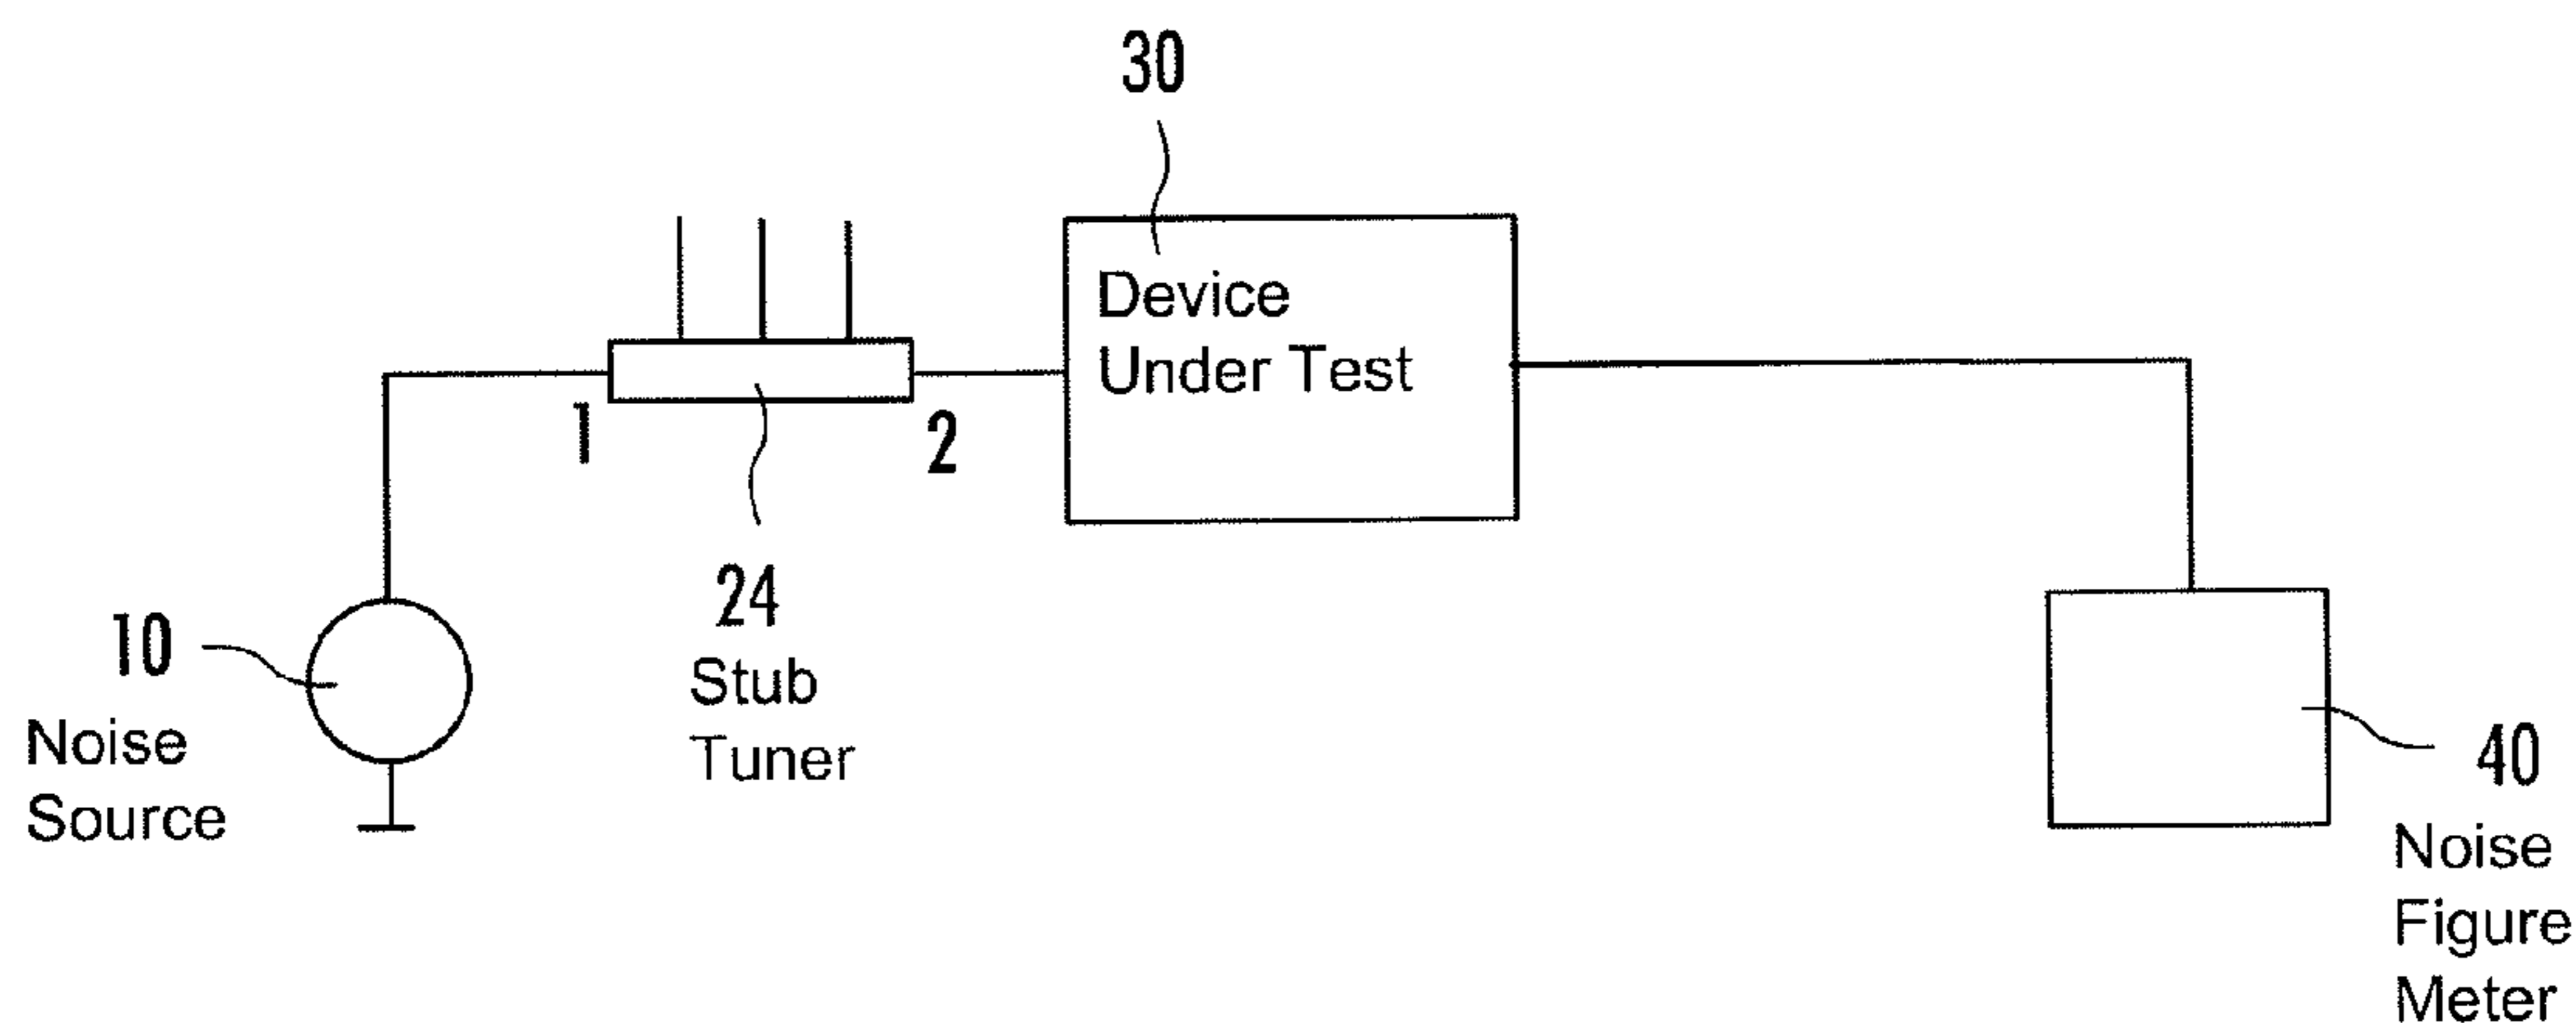 30
Device
Under Test
1
2
24
Stub
Tuner
10
Noise
Source
40
Noise
Figure
Meter